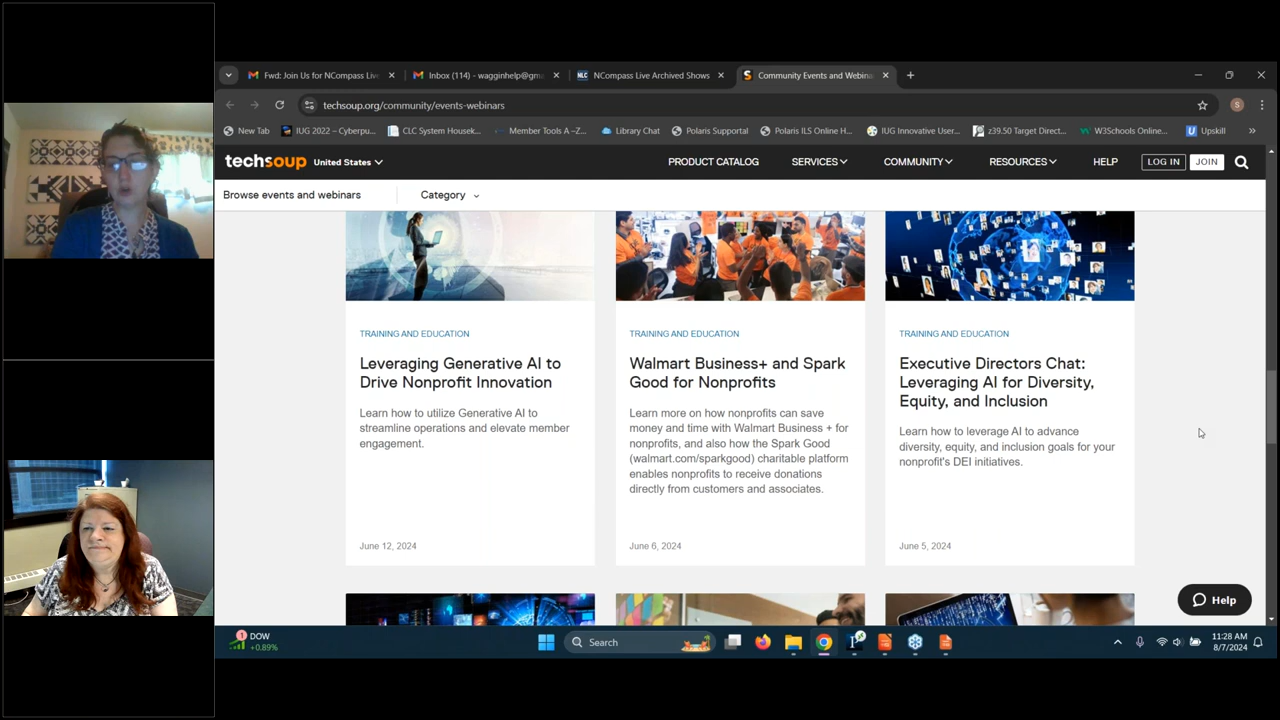 Fwd: Join Us for NCompass Liv
Inbox (114) - wagginhelp@gm
NCompass Live Archived Shows
Community Events and Webina
techsoup.org/community/events-webinars
New Tab
IUG 2022 – Cyberpu...
CLC System Housek...
Member Tools A –Z...
Library Chat
Polaris Supportal
Polaris ILS Online H...
IUG Innovative User...
z39.50 Target Direct...
W3Schools Online...
Upskill
techsoup United States
PRODUCT CATALOG
SERVICES
COMMUNITY
RESOURCES
HELP
LOG IN
JOIN
Browse events and webinars
Category
TRAINING AND EDUCATION
Leveraging Generative AI to
Drive Nonprofit Innovation
Learn how to utilize Generative AI to
streamline operations and elevate member
engagement.
June 12, 2024
TRAINING AND EDUCATION
Walmart Business+ and Spark
Good for Nonprofits
Learn more on how nonprofits can save
money and time with Walmart Business + for
nonprofits, and also how the Spark Good
(walmart.com/sparkgood) charitable platform
enables nonprofits to receive donations
directly from customers and associates.
June 6, 2024
TRAINING AND EDUCATION
Executive Directors Chat:
Leveraging AI for Diversity,
Equity, and Inclusion
Learn how to leverage AI to advance
diversity, equity, and inclusion goals for your
nonprofit's DEI initiatives.
June 5, 2024
Help
1
DOW
+0.89%
Search
11:28 AM
8/7/2024